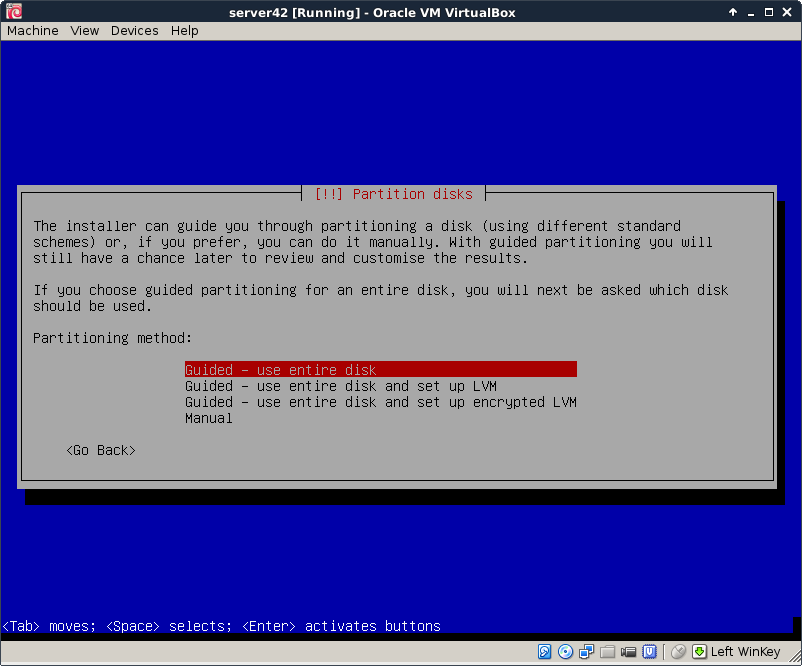 server42 [Running] - Oracle VM VirtualBox
Machine View Devices Help
[!!] Partition disks
The installer can guide you through partitioning a disk (using different standard
schemes) or, if you prefer, you can do it manually. With guided partitioning you will
still have a chance later to review and customise the results.
If you choose guided partitioning for an entire disk, you will next be asked which disk
should be used.
Partitioning method:
Guided - use entire disk
Guided - use entire disk and set up LVM
Guided - use entire disk and set up encrypted LVM
Manual
<Go Back>
<Tab> moves; <Space> selects; <Enter> activates buttons
Left WinKey